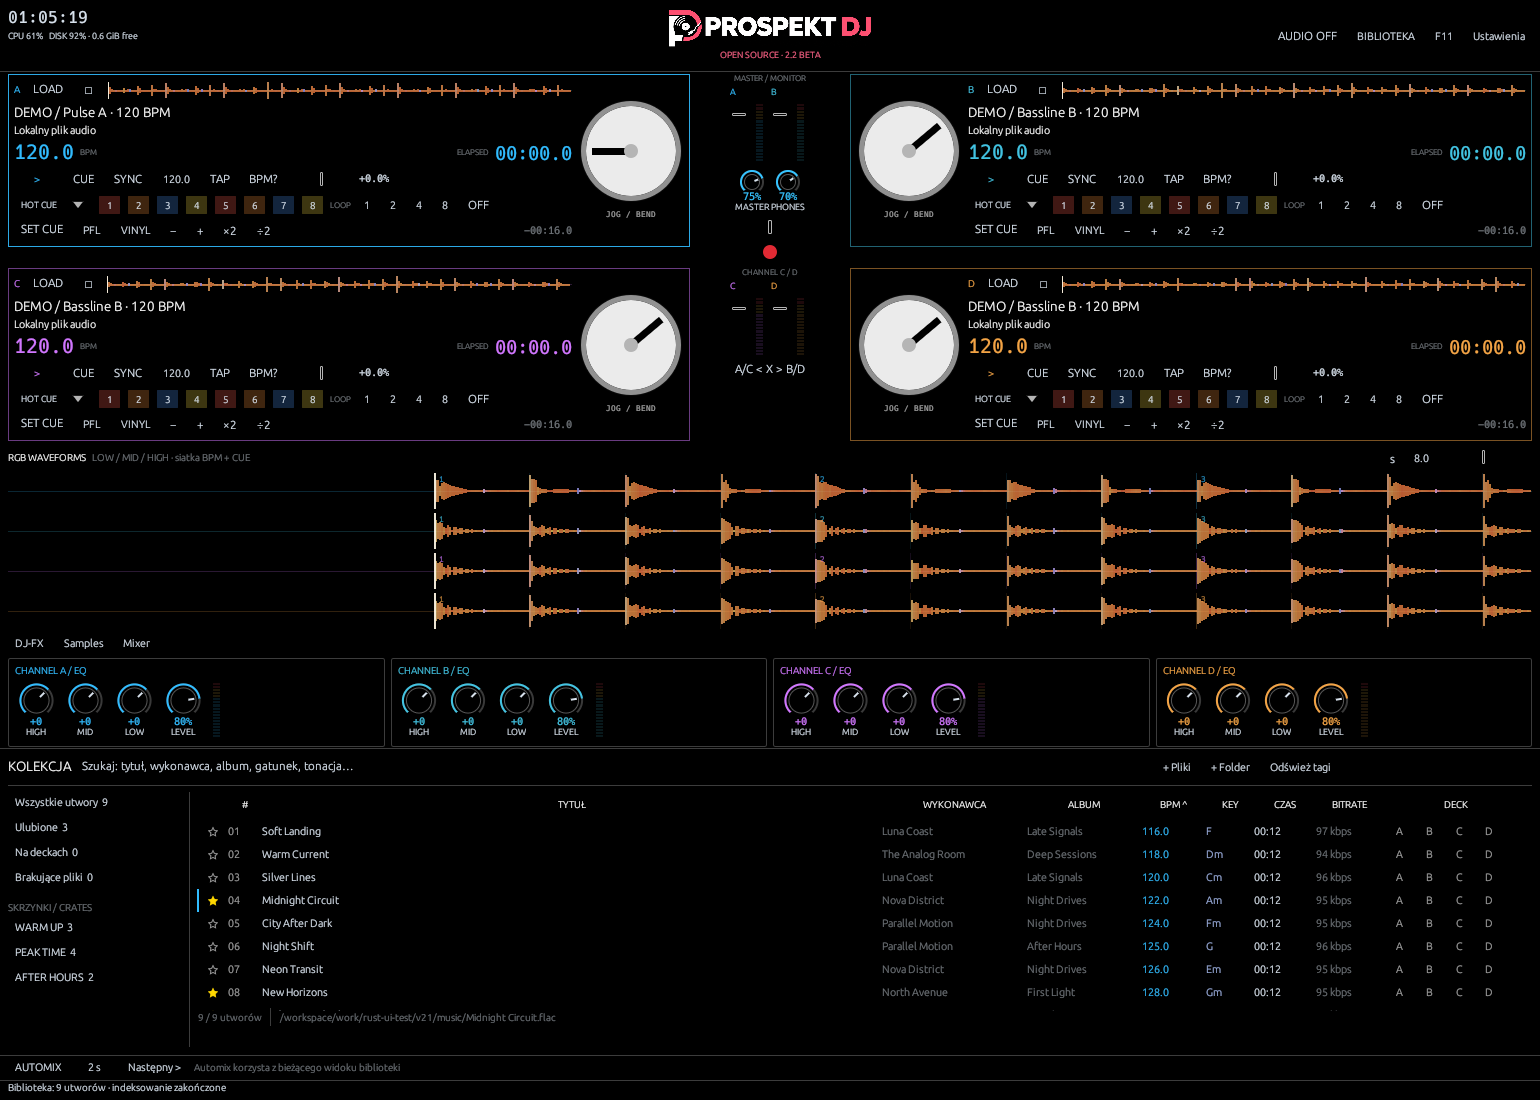 01:05:19
CPU 61% DISK 92% · 0.6 GiB free
PROSPEKT DJ
OPEN SOURCE · 2.2 BETA
AUDIO OFF BIBLIOTEKA F11 Ustawienia
A LOAD
DEMO / Pulse A · 120 BPM
Lokalny plik audio
120.0 BPM ELAPSED 00:00.0
> CUE SYNC 120.0 TAP BPM? +0.0%
HOT CUE 1 2 3 4 5 6 7 8 LOOP 1 2 4 8 OFF
SET CUE PFL VINYL − + ×2 ÷2 −00:16.0
JOG / BEND
MASTER / MONITOR
A B
75% 70%
MASTER PHONES
B LOAD
DEMO / Bassline B · 120 BPM
Lokalny plik audio
120.0 BPM ELAPSED 00:00.0
> CUE SYNC 120.0 TAP BPM? +0.0%
HOT CUE 1 2 3 4 5 6 7 8 LOOP 1 2 4 8 OFF
SET CUE PFL VINYL − + ×2 ÷2 −00:16.0
JOG / BEND
C LOAD
DEMO / Bassline B · 120 BPM
Lokalny plik audio
120.0 BPM ELAPSED 00:00.0
> CUE SYNC 120.0 TAP BPM? +0.0%
HOT CUE 1 2 3 4 5 6 7 8 LOOP 1 2 4 8 OFF
SET CUE PFL VINYL − + ×2 ÷2 −00:16.0
JOG / BEND
CHANNEL C / D
C D
A/C < X > B/D
D LOAD
DEMO / Bassline B · 120 BPM
Lokalny plik audio
120.0 BPM ELAPSED 00:00.0
> CUE SYNC 120.0 TAP BPM? +0.0%
HOT CUE 1 2 3 4 5 6 7 8 LOOP 1 2 4 8 OFF
SET CUE PFL VINYL − + ×2 ÷2 −00:16.0
JOG / BEND
RGB WAVEFORMS LOW / MID / HIGH · siatka BPM + CUE s 8.0
1 2 3
1 2 3
1 2 3
1 2 3
DJ-FX Samples Mixer
CHANNEL A / EQ
+0 +0 +0 80%
HIGH MID LOW LEVEL
CHANNEL B / EQ
+0 +0 +0 80%
HIGH MID LOW LEVEL
CHANNEL C / EQ
+0 +0 +0 80%
HIGH MID LOW LEVEL
CHANNEL D / EQ
+0 +0 +0 80%
HIGH MID LOW LEVEL
KOLEKCJA Szukaj: tytuł, wykonawca, album, gatunek, tonacja… + Pliki + Folder Odśwież tagi
Wszystkie utwory 9
Ulubione 3
Na deckach 0
Brakujące pliki 0
SKRZYNKI / CRATES
WARM UP 3
PEAK TIME 4
AFTER HOURS 2
# TYTUŁ WYKONAWCA ALBUM BPM ^ KEY CZAS BITRATE DECK
01 Soft Landing Luna Coast Late Signals 116.0 F 00:12 97 kbps A B C D
02 Warm Current The Analog Room Deep Sessions 118.0 Dm 00:12 94 kbps A B C D
03 Silver Lines Luna Coast Late Signals 120.0 Cm 00:12 96 kbps A B C D
04 Midnight Circuit Nova District Night Drives 122.0 Am 00:12 95 kbps A B C D
05 City After Dark Parallel Motion Night Drives 124.0 Fm 00:12 95 kbps A B C D
06 Night Shift Parallel Motion After Hours 125.0 G 00:12 96 kbps A B C D
07 Neon Transit Nova District Night Drives 126.0 Em 00:12 95 kbps A B C D
08 New Horizons North Avenue First Light 128.0 Gm 00:12 95 kbps A B C D
9 / 9 utworów /workspace/work/rust-ui-test/v21/music/Midnight Circuit.flac
AUTOMIX 2 s Następny > Automix korzysta z bieżącego widoku biblioteki
Biblioteka: 9 utworów · indeksowanie zakończone